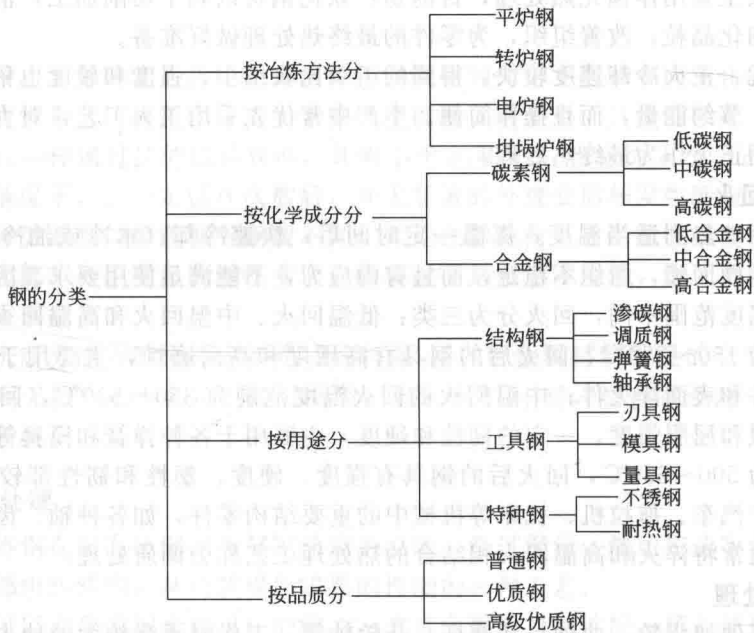 钢的分类
按冶炼方法分
平炉钢
转炉钢
电炉钢
坩埚炉钢
按化学成分分
碳素钢
低碳钢
中碳钢
高碳钢
合金钢
低合金钢
中合金钢
高合金钢
按用途分
结构钢
渗碳钢
调质钢
弹簧钢
轴承钢
工具钢
刃具钢
模具钢
量具钢
特种钢
不锈钢
耐热钢
按品质分
普通钢
优质钢
高级优质钢